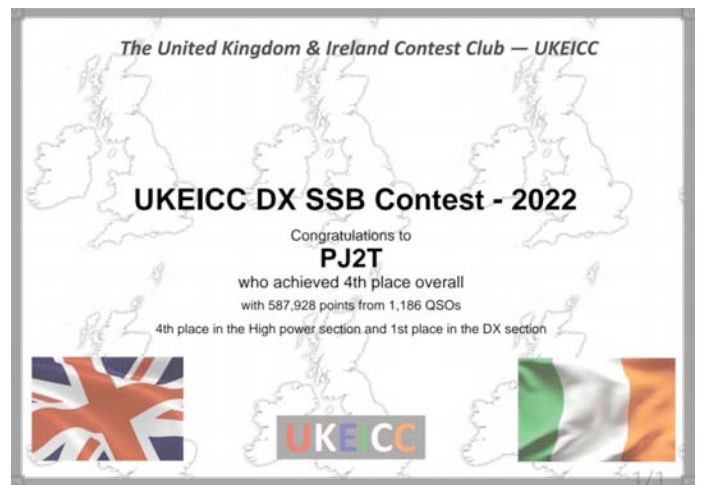 The United Kingdom & Ireland Contest Club — UKEICC
UKEICC DX SSB Contest - 2022
Congratulations to
PJ2T
who achieved 4th place overall
with 587,928 points from 1,186 QSOs
4th place in the High power section and 1st place in the DX section
UKEICC
1/1